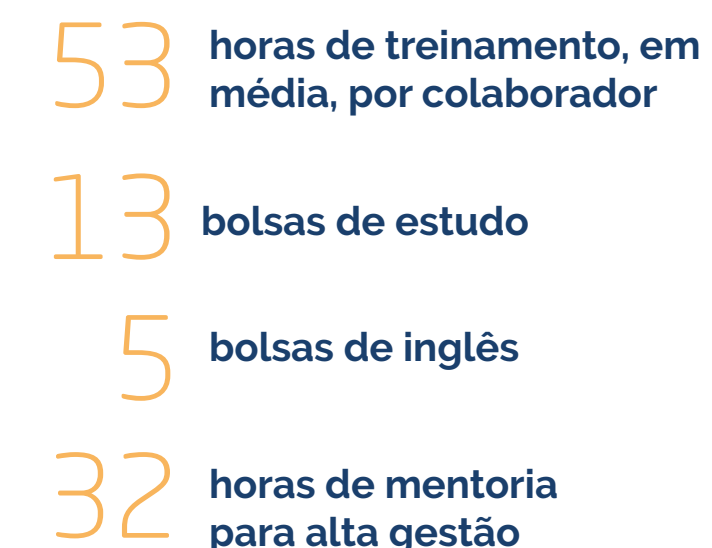 53 horas de treinamento, em
média, por colaborador
13 bolsas de estudo
5 bolsas de inglês
32 horas de mentoria
para alta gestão